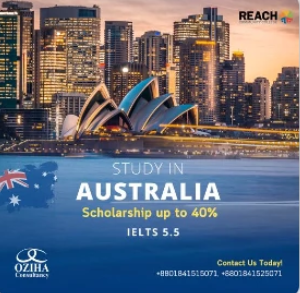 REACH
STUDY IN
AUSTRALIA
Scholarship up to 40%
IELTS 5.5
OZIHA
Consultancy
Contact Us Today!
+8801841515071, +8801841525071